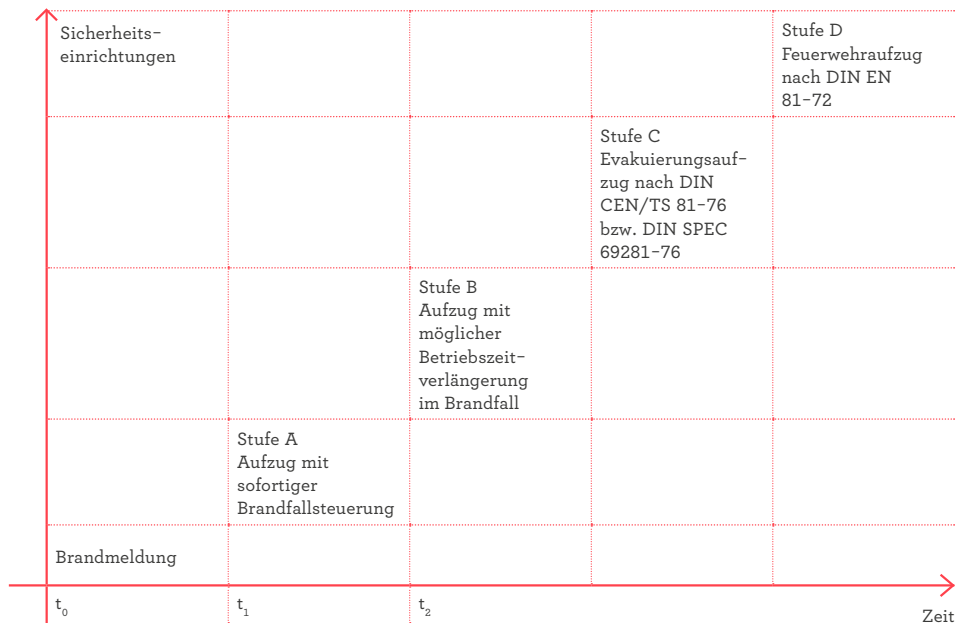 Sicherheits-
einrichtungen
Stufe D
Feuerwehraufzug
nach DIN EN
81-72
Stufe C
Evakuierungsauf-
zug nach DIN
CEN/TS 81-76
bzw. DIN SPEC
69281-76
Stufe B
Aufzug mit
möglicher
Betriebszeit-
verlängerung
im Brandfall
Stufe A
Aufzug mit
sofortiger
Brandfallsteuerung
Brandmeldung
t₀
t₁
t₂
Zeit